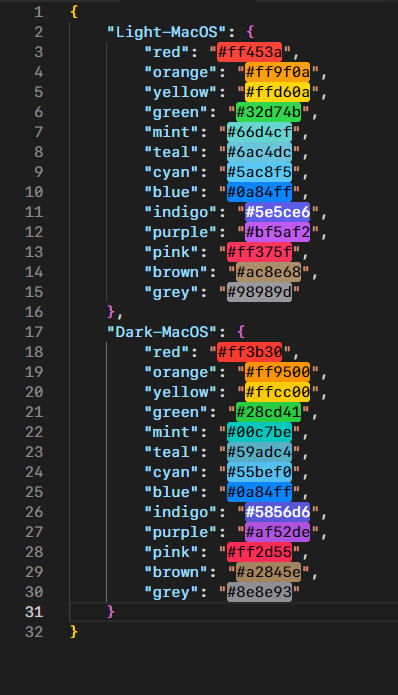 1 {
2 "Light-MacOS": {
3 "red": "#ff453a",
4 "orange": "#ff9f0a",
5 "yellow": "#ffd60a",
6 "green": "#32d74b",
7 "mint": "#66d4cf",
8 "teal": "#6ac4dc",
9 "cyan": "#5ac8f5",
10 "blue": "#0a84ff",
11 "indigo": "#5e5ce6",
12 "purple": "#bf5af2",
13 "pink": "#ff375f",
14 "brown": "#ac8e68",
15 "grey": "#98989d"
16 },
17 "Dark-MacOS": {
18 "red": "#ff3b30",
19 "orange": "#ff9500",
20 "yellow": "#ffcc00",
21 "green": "#28cd41",
22 "mint": "#00c7be",
23 "teal": "#59adc4",
24 "cyan": "#55bef0",
25 "blue": "#0a84ff",
26 "indigo": "#5856d6",
27 "purple": "#af52de",
28 "pink": "#ff2d55",
29 "brown": "#a2845e",
30 "grey": "#8e8e93"
31 }
32 }